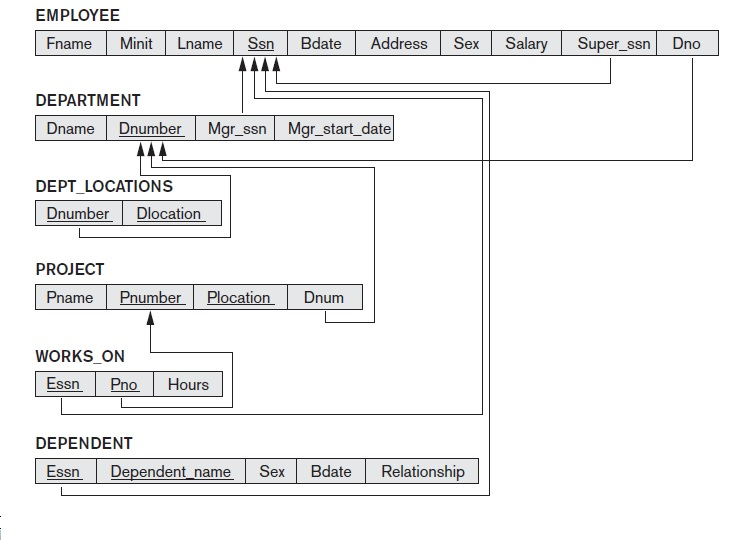 EMPLOYEE
Fname Minit Lname Ssn Bdate Address Sex Salary Super_ssn Dno
DEPARTMENT
Dname Dnumber Mgr_ssn Mgr_start_date
DEPT_LOCATIONS
Dnumber Dlocation
PROJECT
Pname Pnumber Plocation Dnum
WORKS_ON
Essn Pno Hours
DEPENDENT
Essn Dependent_name Sex Bdate Relationship